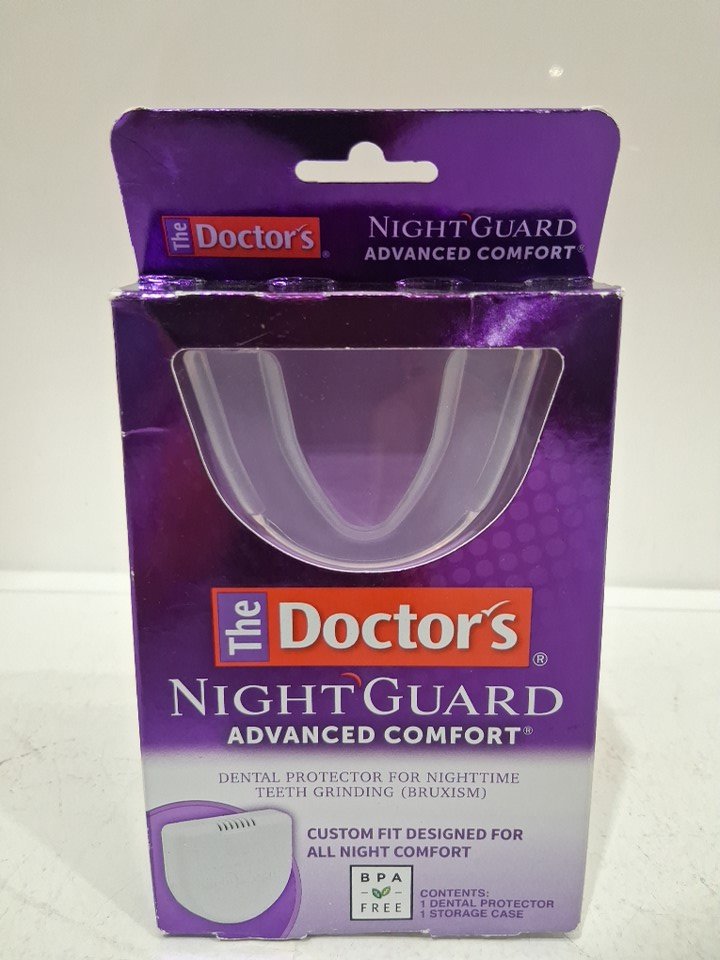 The Doctor's®
NIGHTGUARD
ADVANCED COMFORT®
The Doctor's®
NIGHTGUARD
ADVANCED COMFORT®
DENTAL PROTECTOR FOR NIGHTTIME
TEETH GRINDING (BRUXISM)
CUSTOM FIT DESIGNED FOR
ALL NIGHT COMFORT
BPA
FREE
CONTENTS:
1 DENTAL PROTECTOR
1 STORAGE CASE